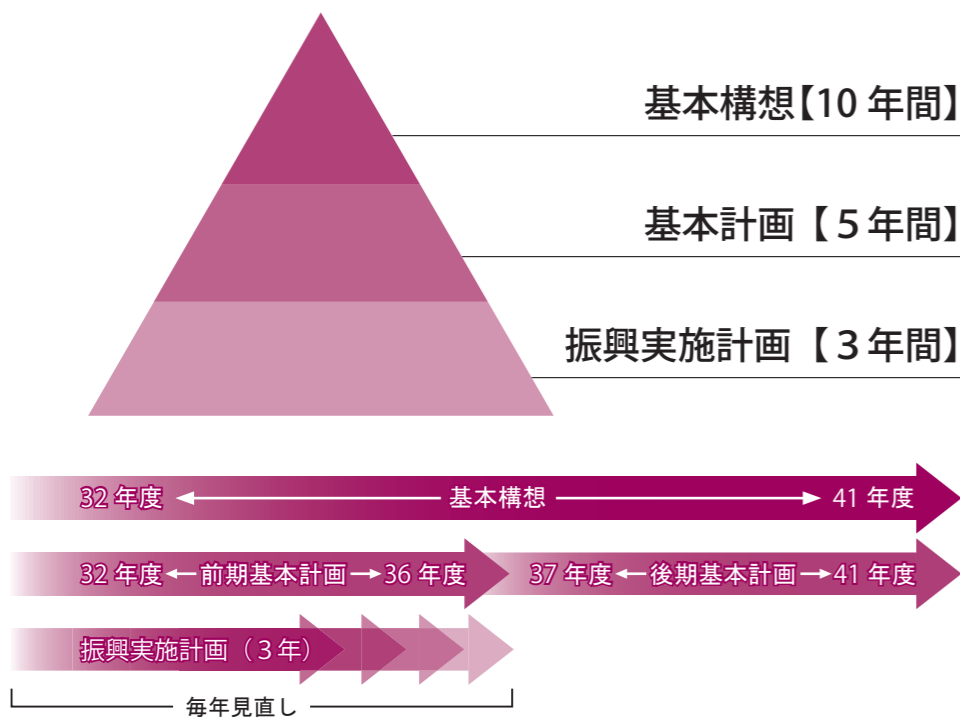 基本構想【10 年間】
基本計画【５年間】
振興実施計画【３年間】
32 年度 基本構想 41 年度
32 年度 前期基本計画 36 年度 37 年度 後期基本計画 41 年度
振興実施計画（３年）
毎年見直し